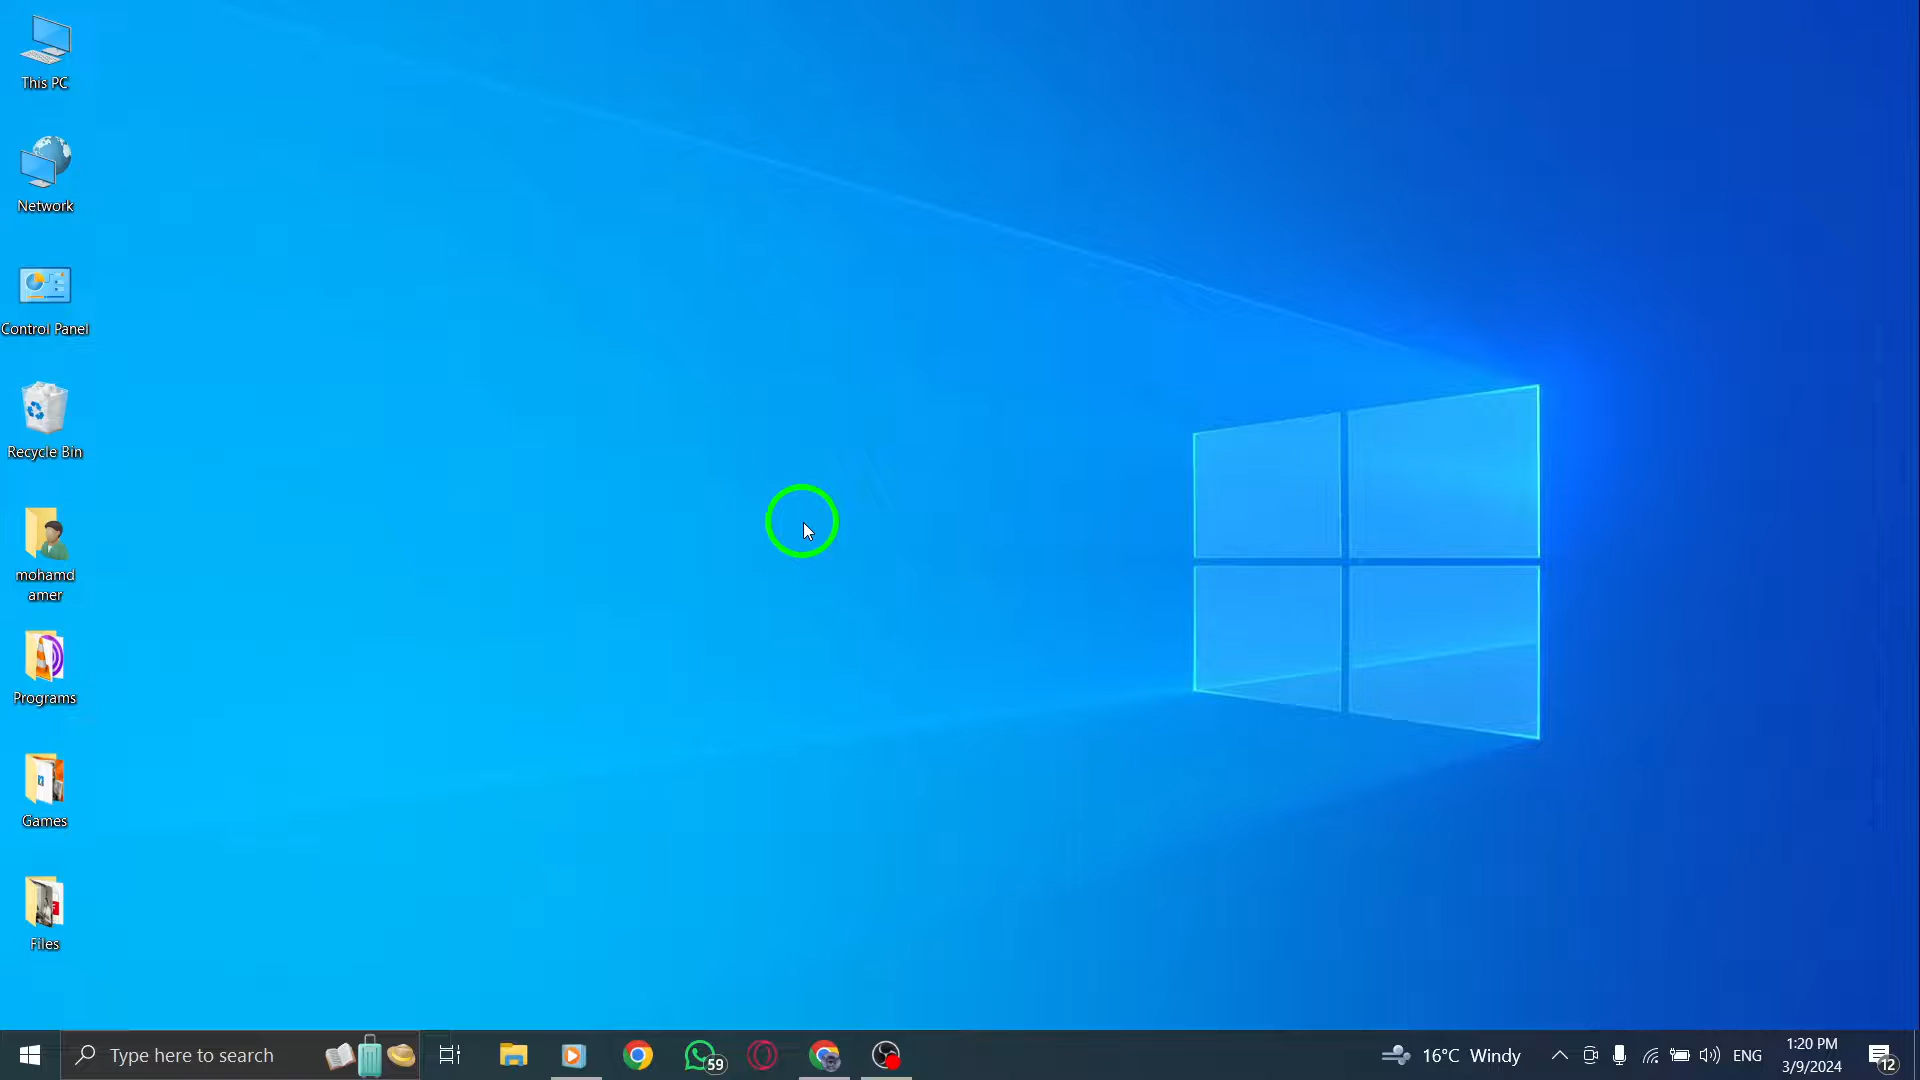 This PC
Network
Control Panel
Recycle Bin
mohamd
amer
Programs
Games
Files
Type here to search
59
16°C Windy
ENG
1:20 PM
3/9/2024
12